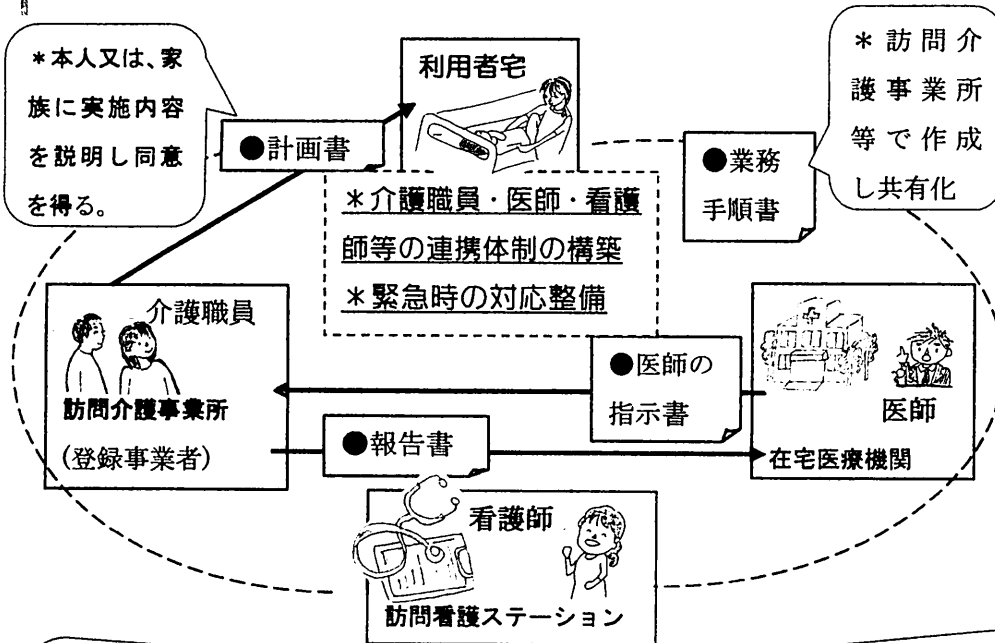 *本人又は、家
族に実施内容
を説明し同意
を得る。
利用者宅
*訪問介
護事業所
等で作成
し共有化
●計画書
●業務
手順書
*介護職員・医師・看護
師等の連携体制の構築
*緊急時の対応整備
介護職員
訪問介護事業所
(登録事業者)
●医師の
指示書
●報告書
医師
在宅医療機関
看護師
訪問看護ステーション